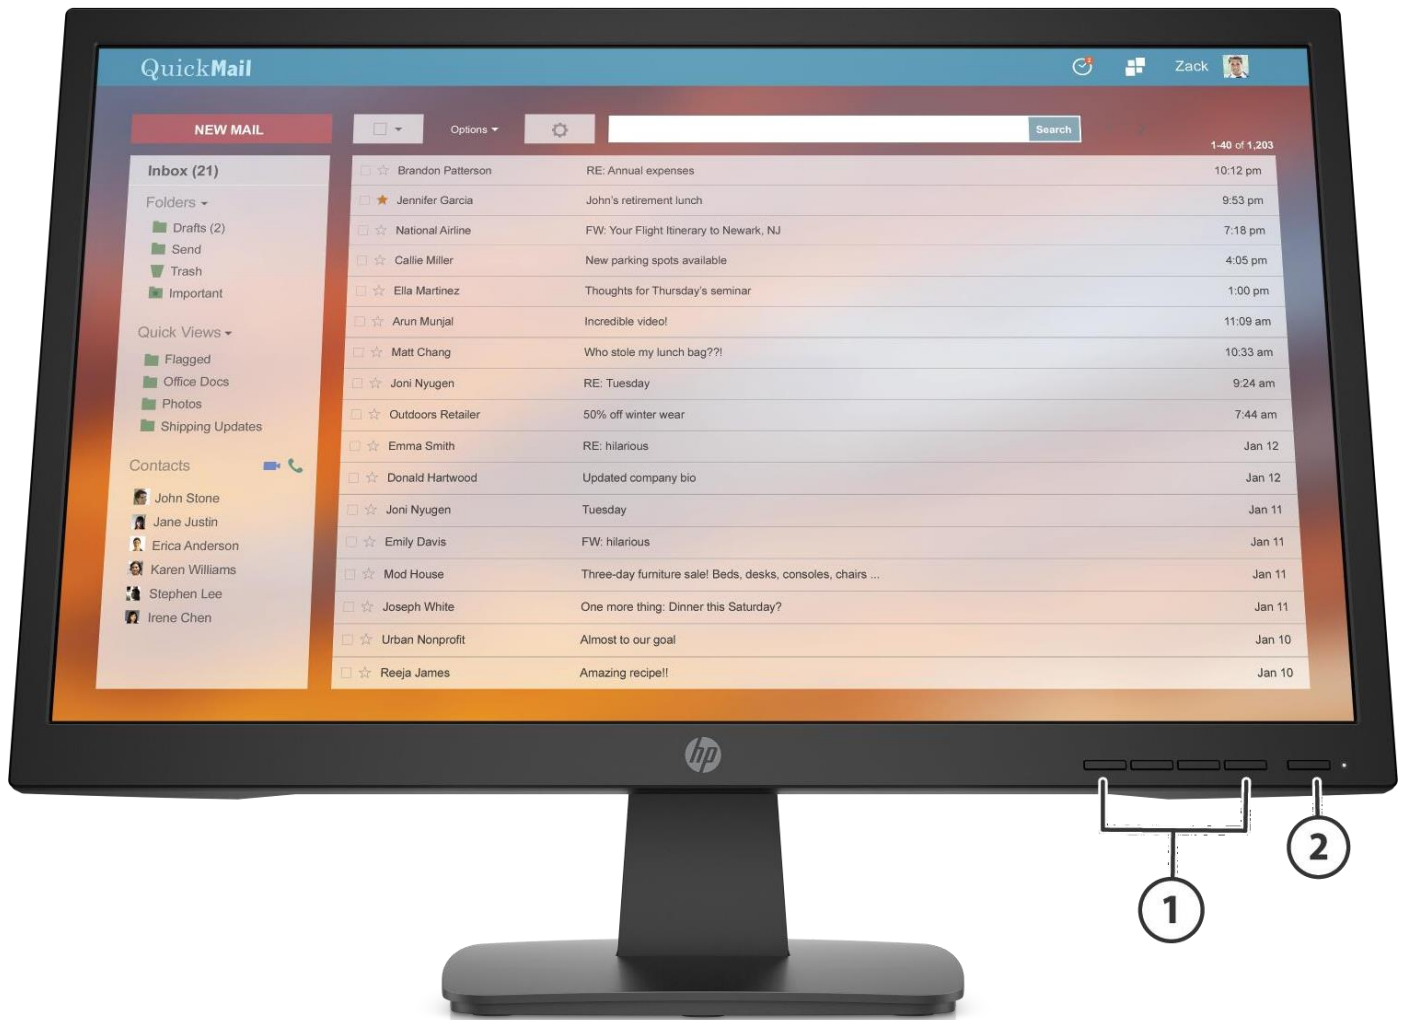 QuickMail
Zack
NEW MAIL
Options
Search
1-40 of 1,203
Inbox (21)
Folders
Drafts (2)
Send
Trash
Important
Quick Views
Flagged
Office Docs
Photos
Shipping Updates
Contacts
John Stone
Jane Justin
Erica Anderson
Karen Williams
Stephen Lee
Irene Chen
Brandon Patterson RE: Annual expenses 10:12 pm
Jennifer Garcia John's retirement lunch 9:53 pm
National Airline FW: Your Flight Itinerary to Newark, NJ 7:18 pm
Callie Miller New parking spots available 4:05 pm
Ella Martinez Thoughts for Thursday's seminar 1:00 pm
Arun Munjal Incredible video! 11:09 am
Matt Chang Who stole my lunch bag??! 10:33 am
Joni Nyugen RE: Tuesday 9:24 am
Outdoors Retailer 50% off winter wear 7:44 am
Emma Smith RE: hilarious Jan 12
Donald Hartwood Updated company bio Jan 12
Joni Nyugen Tuesday Jan 11
Emily Davis FW: hilarious Jan 11
Mod House Three-day furniture sale! Beds, desks, consoles, chairs ... Jan 11
Joseph White One more thing: Dinner this Saturday? Jan 11
Urban Nonprofit Almost to our goal Jan 10
Reeja James Amazing recipe!! Jan 10
hp
1
2